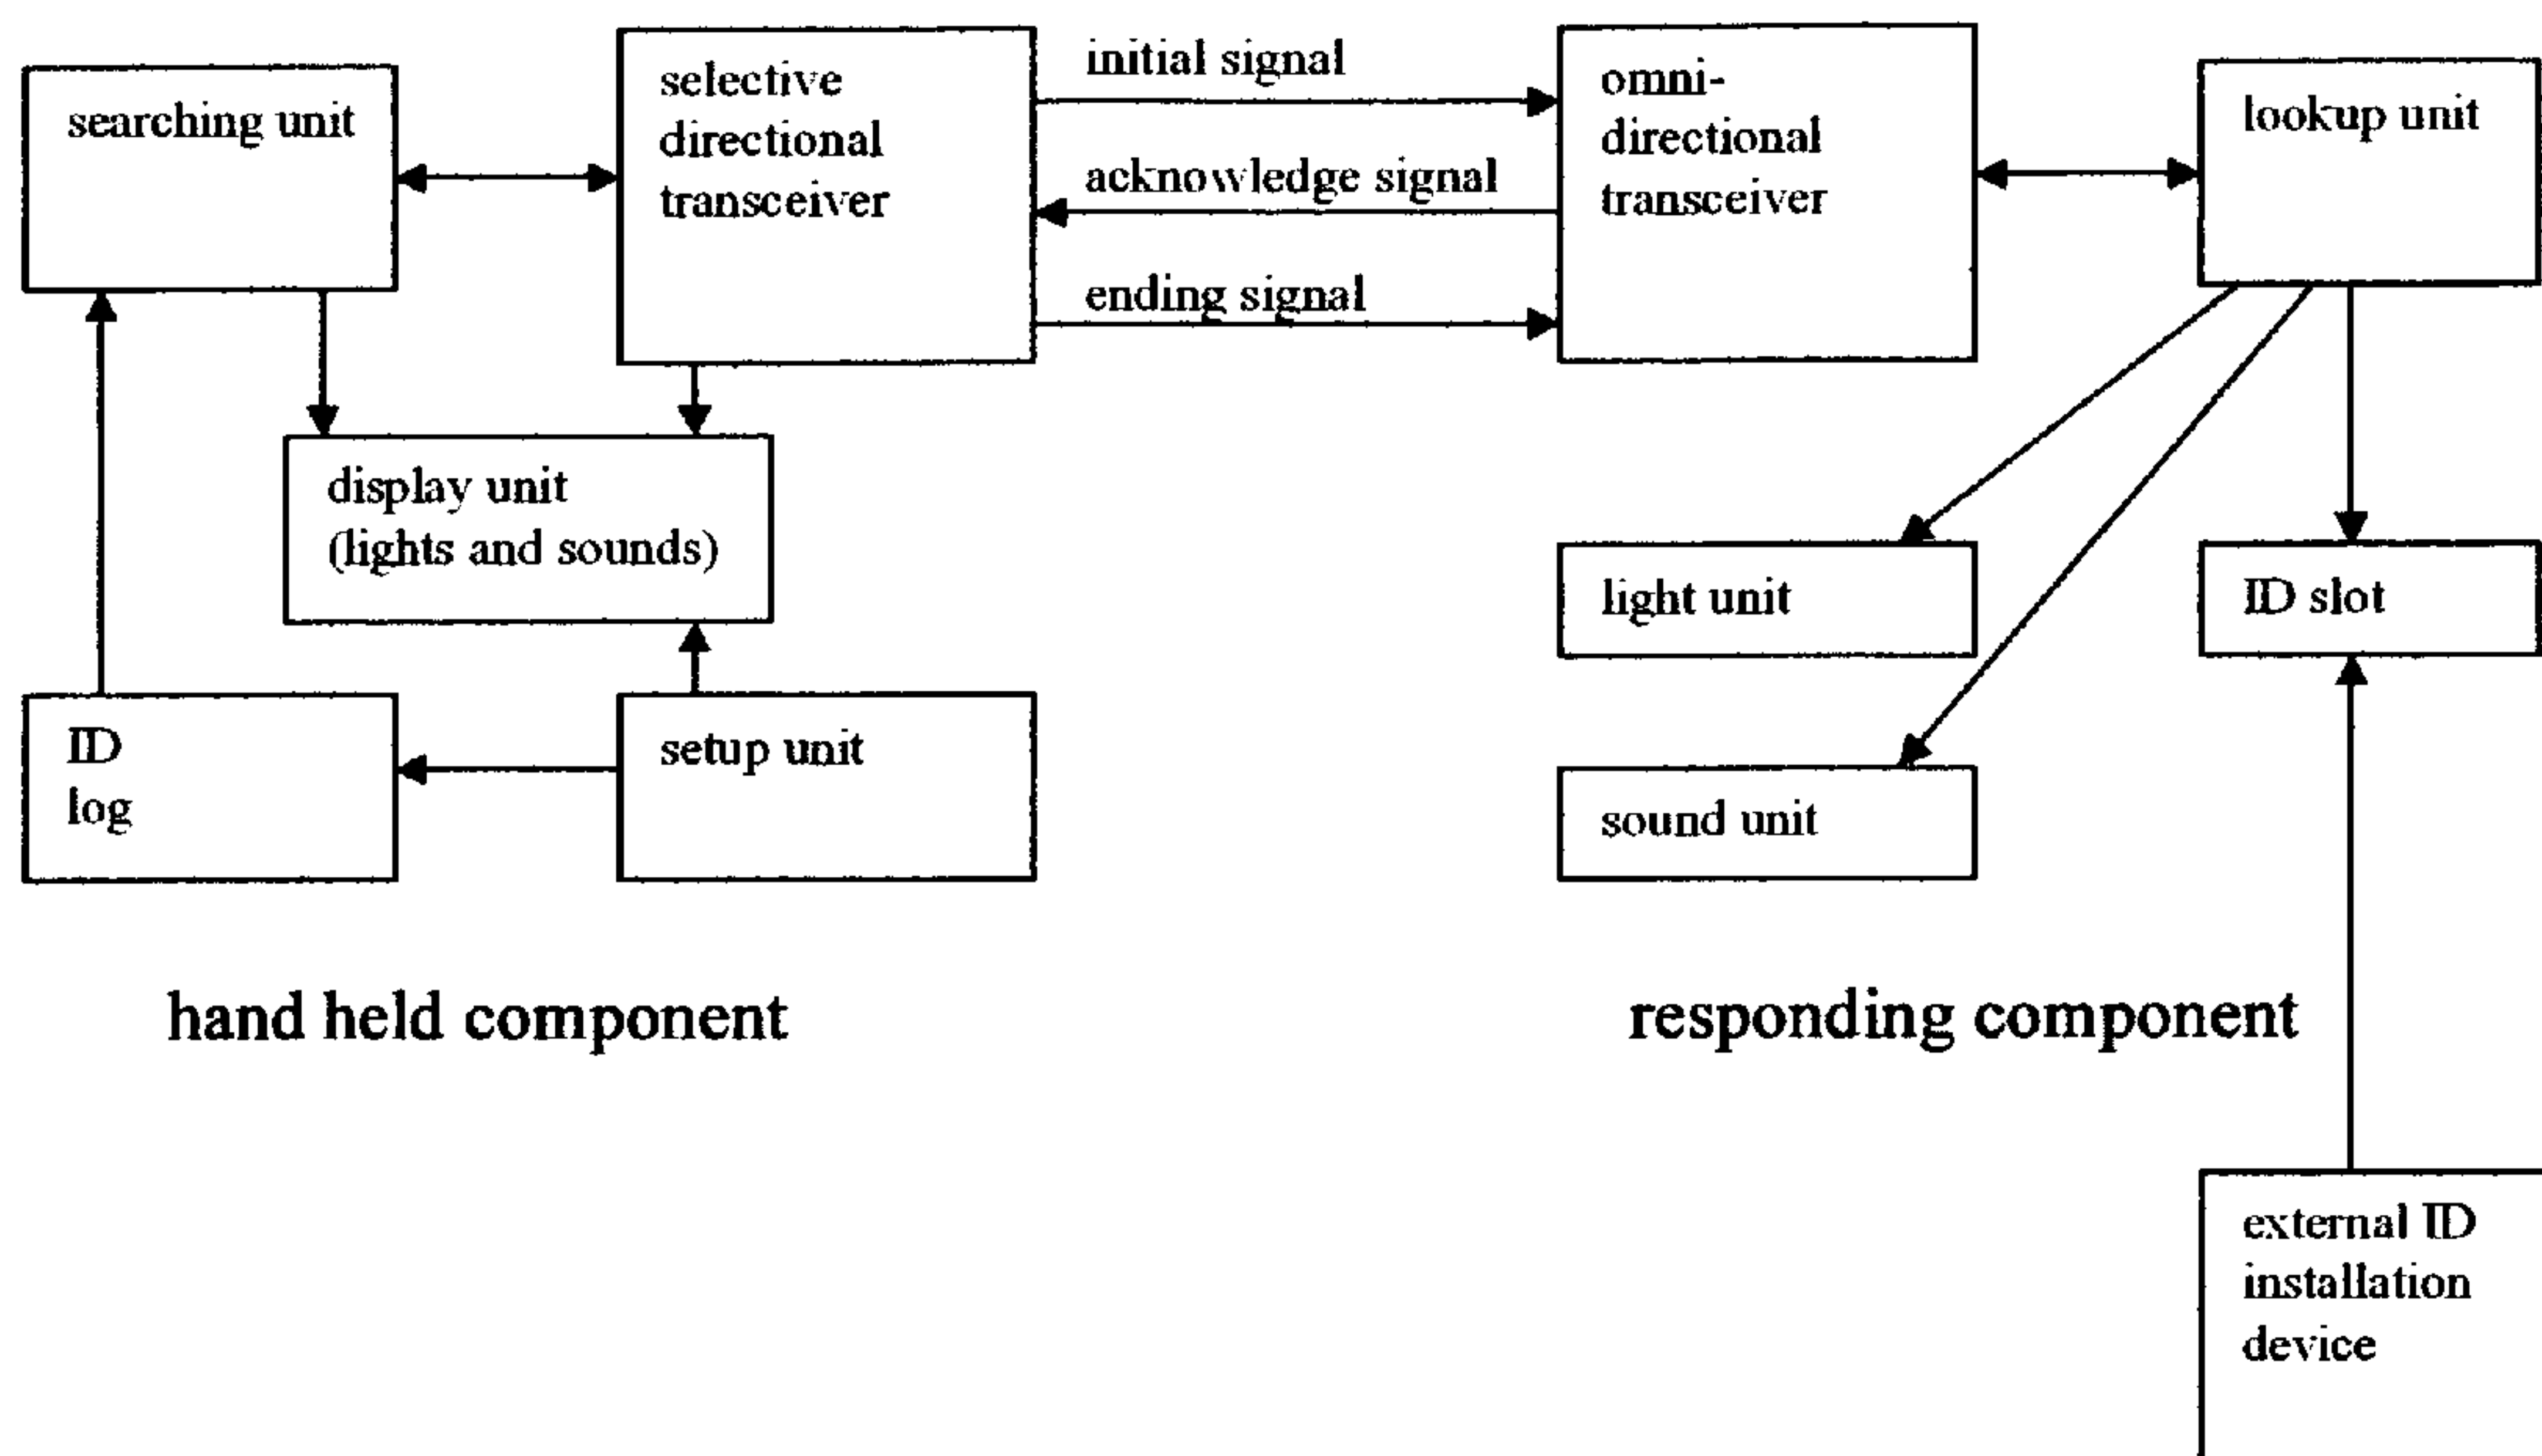 searching unit
selective
directional
transceiver
initial signal
acknowledge signal
ending signal
omni-
directional
transceiver
lookup unit
display unit
(lights and sounds)
light unit
ID slot
ID
log
setup unit
sound unit
hand held component
responding component
external ID
installation
device